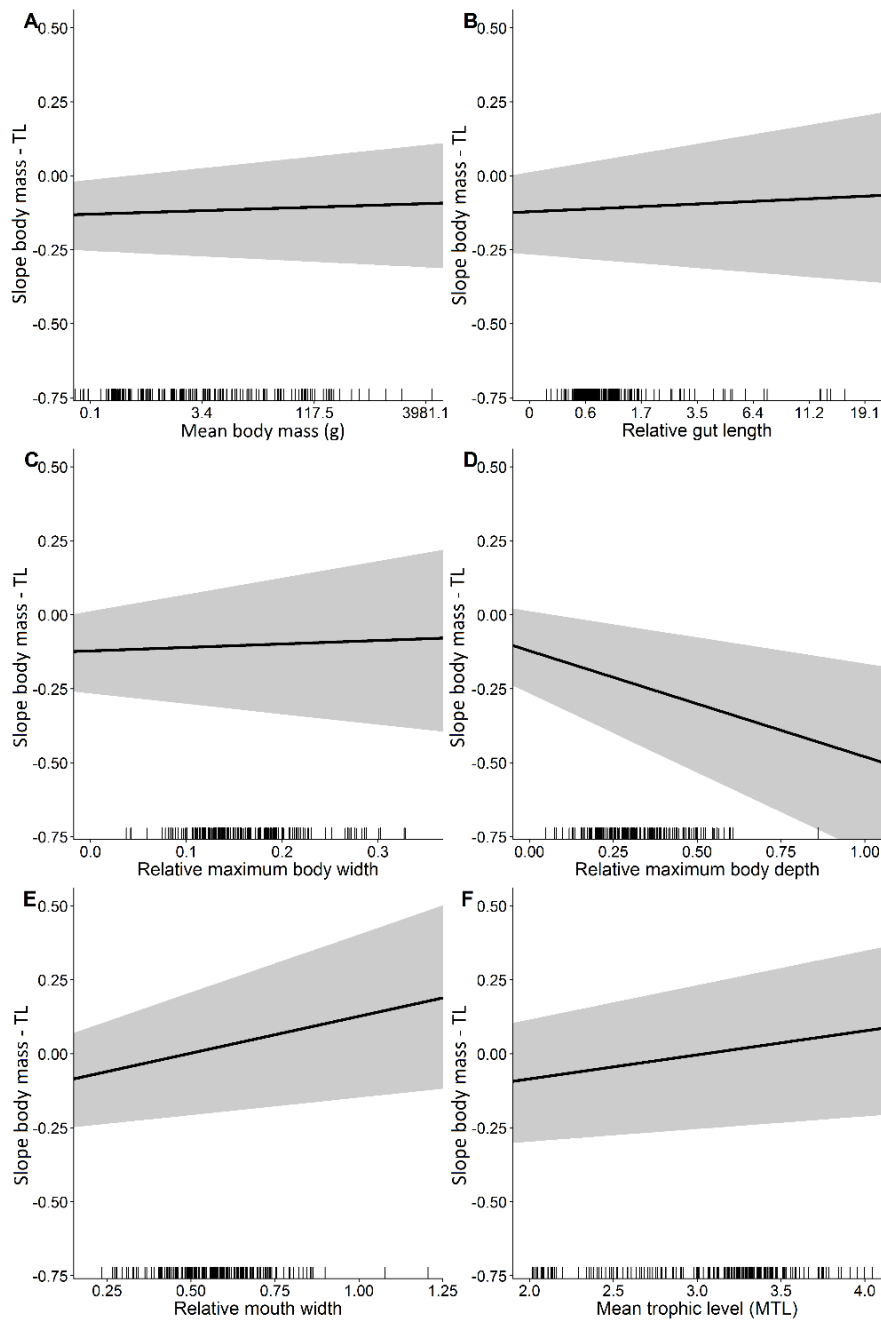 A
0.50
0.25
0.00
-0.25
-0.50
-0.75
Slope body mass - TL
0.1 3.4 117.5 3981.1
Mean body mass (g)
B
0.50
0.25
0.00
-0.25
-0.50
-0.75
Slope body mass - TL
0 0.6 1.7 3.5 6.4 11.2 19.1
Relative gut length
C
0.50
0.25
0.00
-0.25
-0.50
-0.75
Slope body mass - TL
0.0 0.1 0.2 0.3
Relative maximum body width
D
0.50
0.25
0.00
-0.25
-0.50
-0.75
Slope body mass - TL
0.00 0.25 0.50 0.75 1.00
Relative maximum body depth
E
0.50
0.25
0.00
-0.25
-0.50
-0.75
Slope body mass - TL
0.25 0.50 0.75 1.00 1.25
Relative mouth width
F
0.50
0.25
0.00
-0.25
-0.50
-0.75
Slope body mass - TL
2.0 2.5 3.0 3.5 4.0
Mean trophic level (MTL)